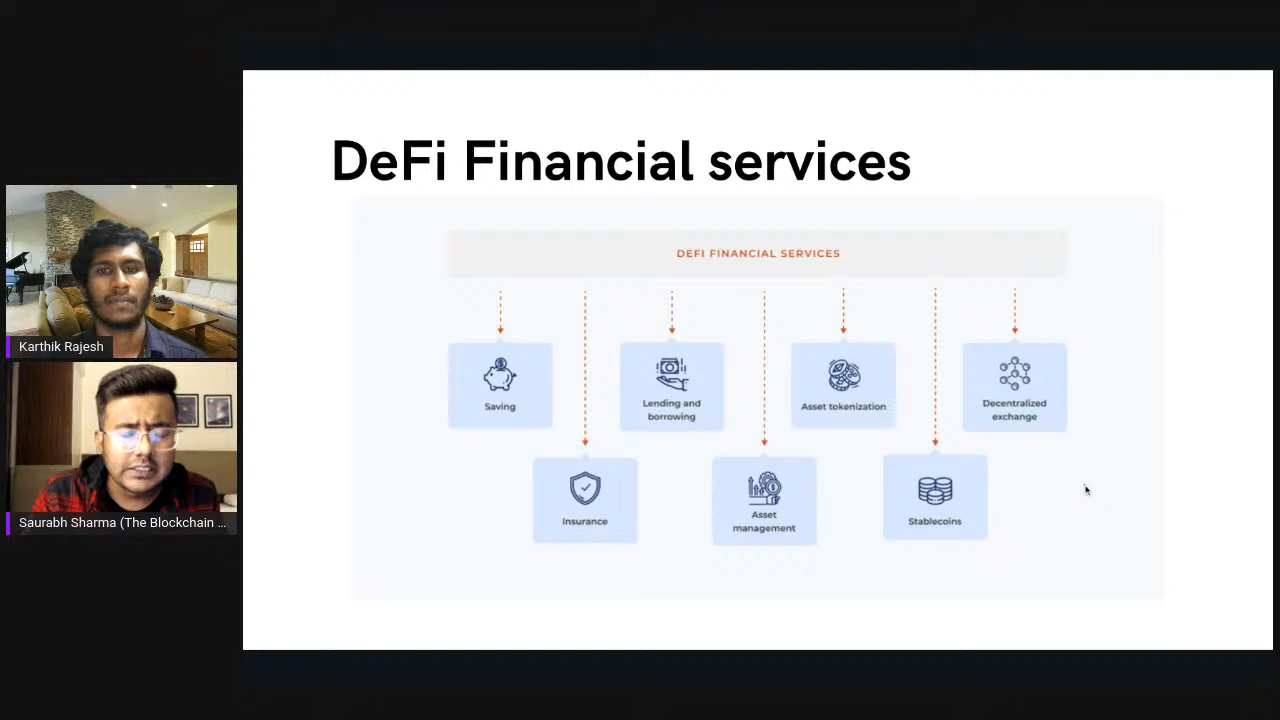 DeFi Financial services
DEFI FINANCIAL SERVICES
Saving
Lending and
borrowing
Asset tokenization
Decentralized
exchange
Insurance
Asset
management
Stablecoins
Karthik Rajesh
Saurabh Sharma (The Blockchain ...